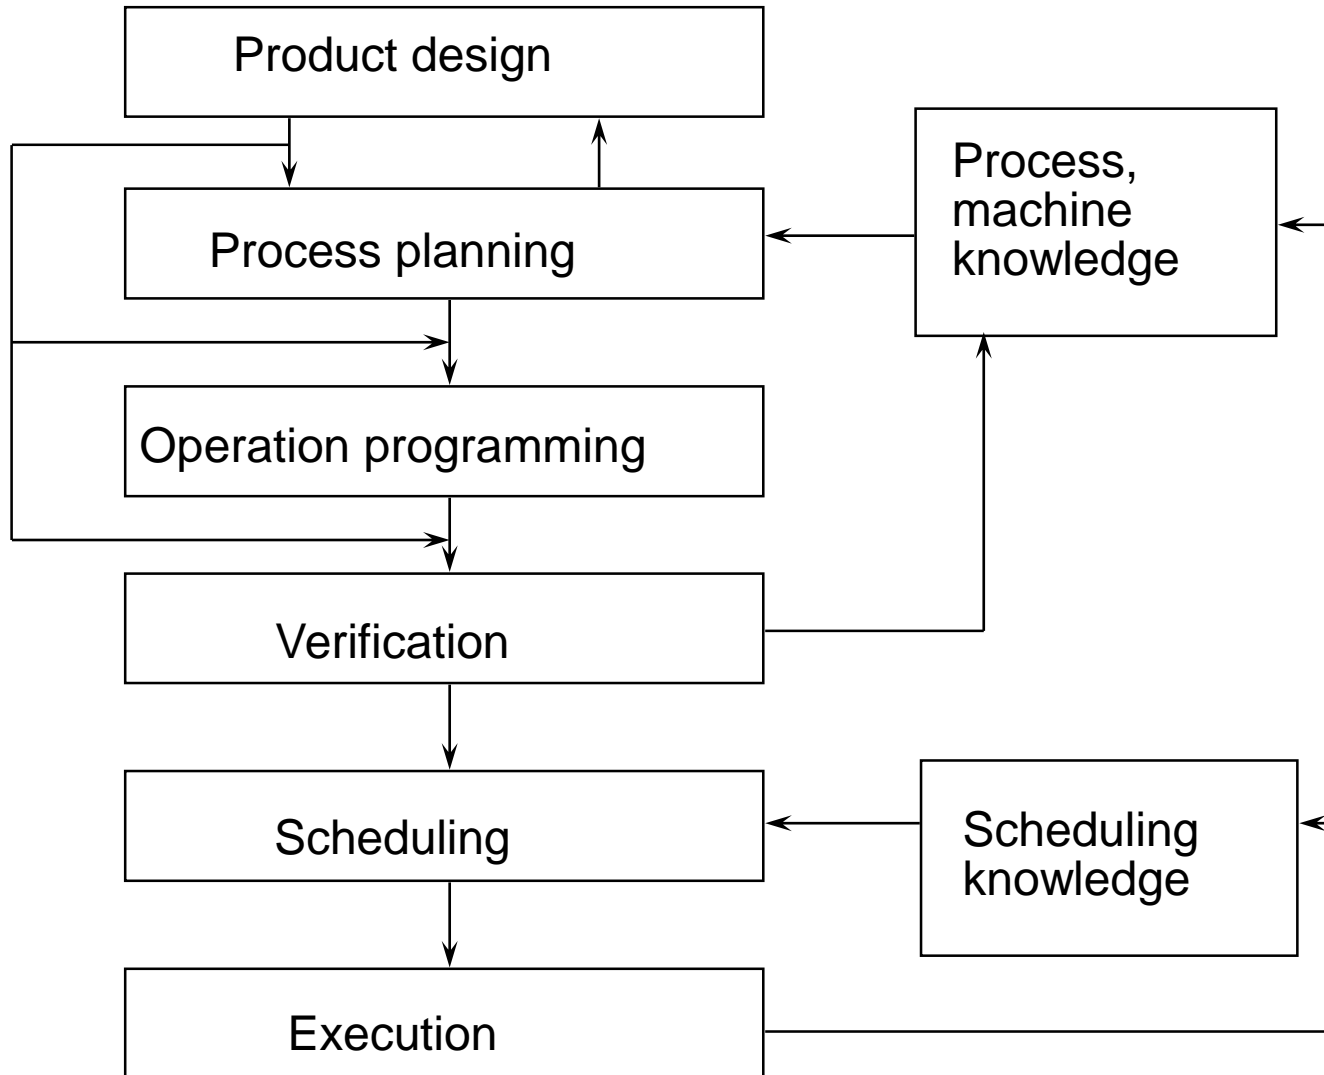 Product design
Process,
machine
knowledge
Process planning
Operation programming
Verification
Scheduling
Scheduling
knowledge
Execution